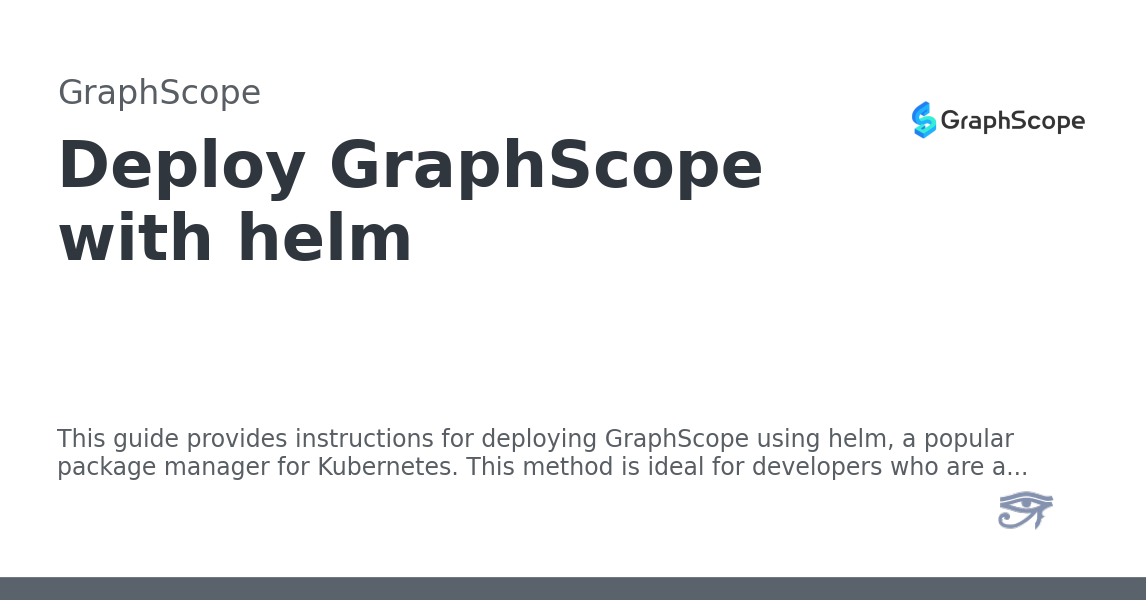 GraphScope
GraphScope
Deploy GraphScope
with helm
This guide provides instructions for deploying GraphScope using helm, a popular
package manager for Kubernetes. This method is ideal for developers who are a...